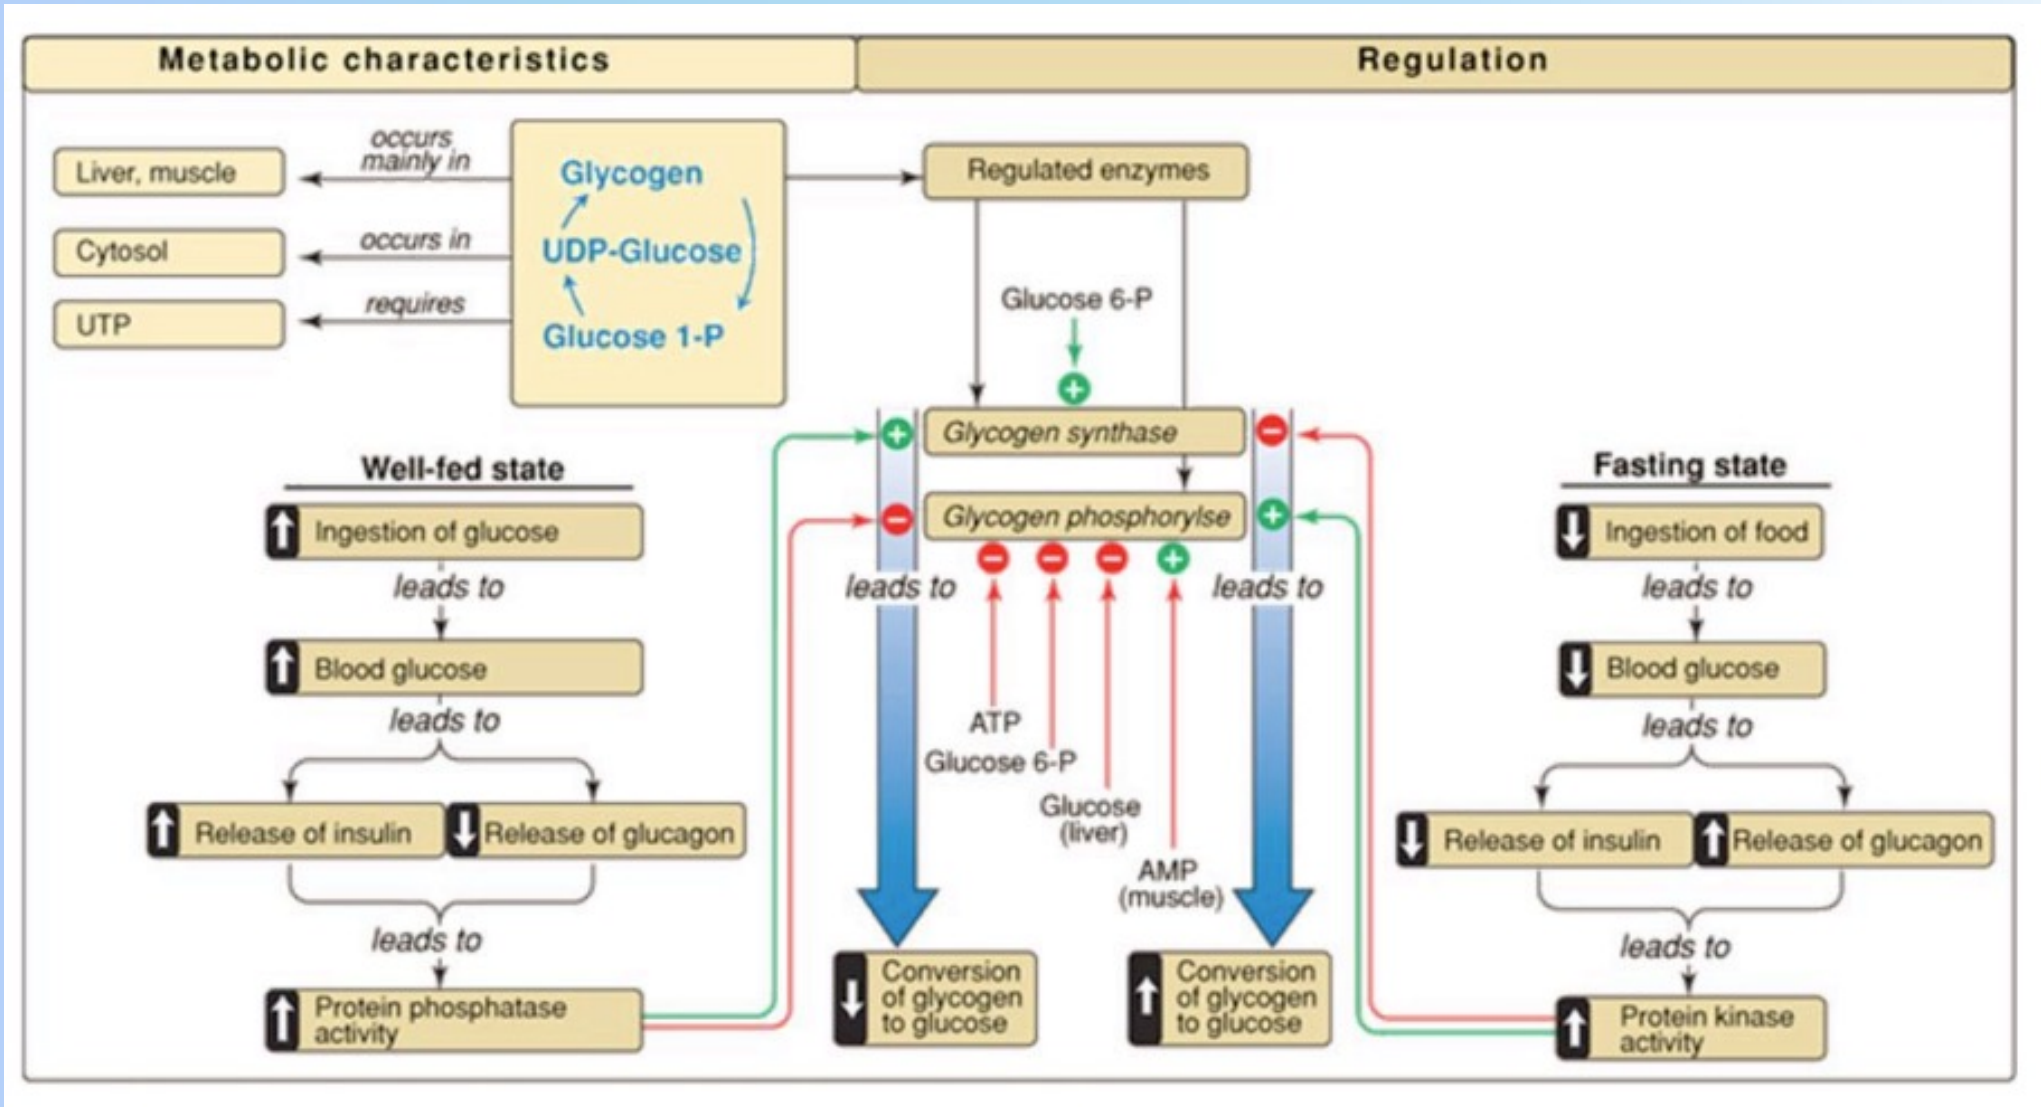 Metabolic characteristics
Regulation
Liver, muscle
occurs
mainly in
Cytosol
occurs in
UTP
requires
Glycogen
UDP-Glucose
Glucose 1-P
Regulated enzymes
Glucose 6-P
+
Glycogen synthase
+
−
Glycogen phosphorylse
−
+
− − − +
leads to
leads to
ATP
Glucose 6-P
Glucose
(liver)
AMP
(muscle)
Conversion
of glycogen
to glucose
Conversion
of glycogen
to glucose
Well-fed state
Ingestion of glucose
leads to
Blood glucose
leads to
Release of insulin
Release of glucagon
leads to
Protein phosphatase
activity
Fasting state
Ingestion of food
leads to
Blood glucose
leads to
Release of insulin
Release of glucagon
leads to
Protein kinase
activity